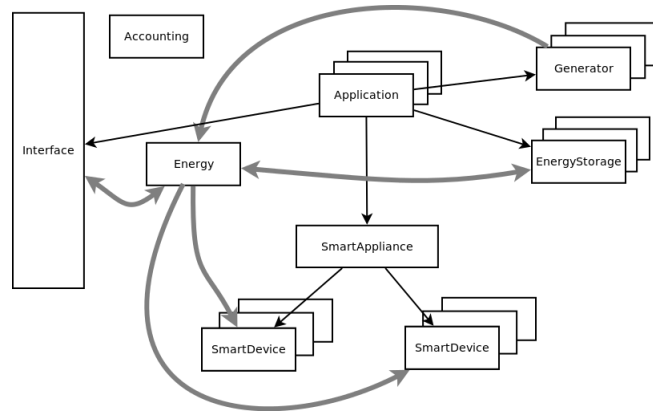 Accounting
Generator
Application
Interface
Energy
EnergyStorage
SmartAppliance
SmartDevice
SmartDevice